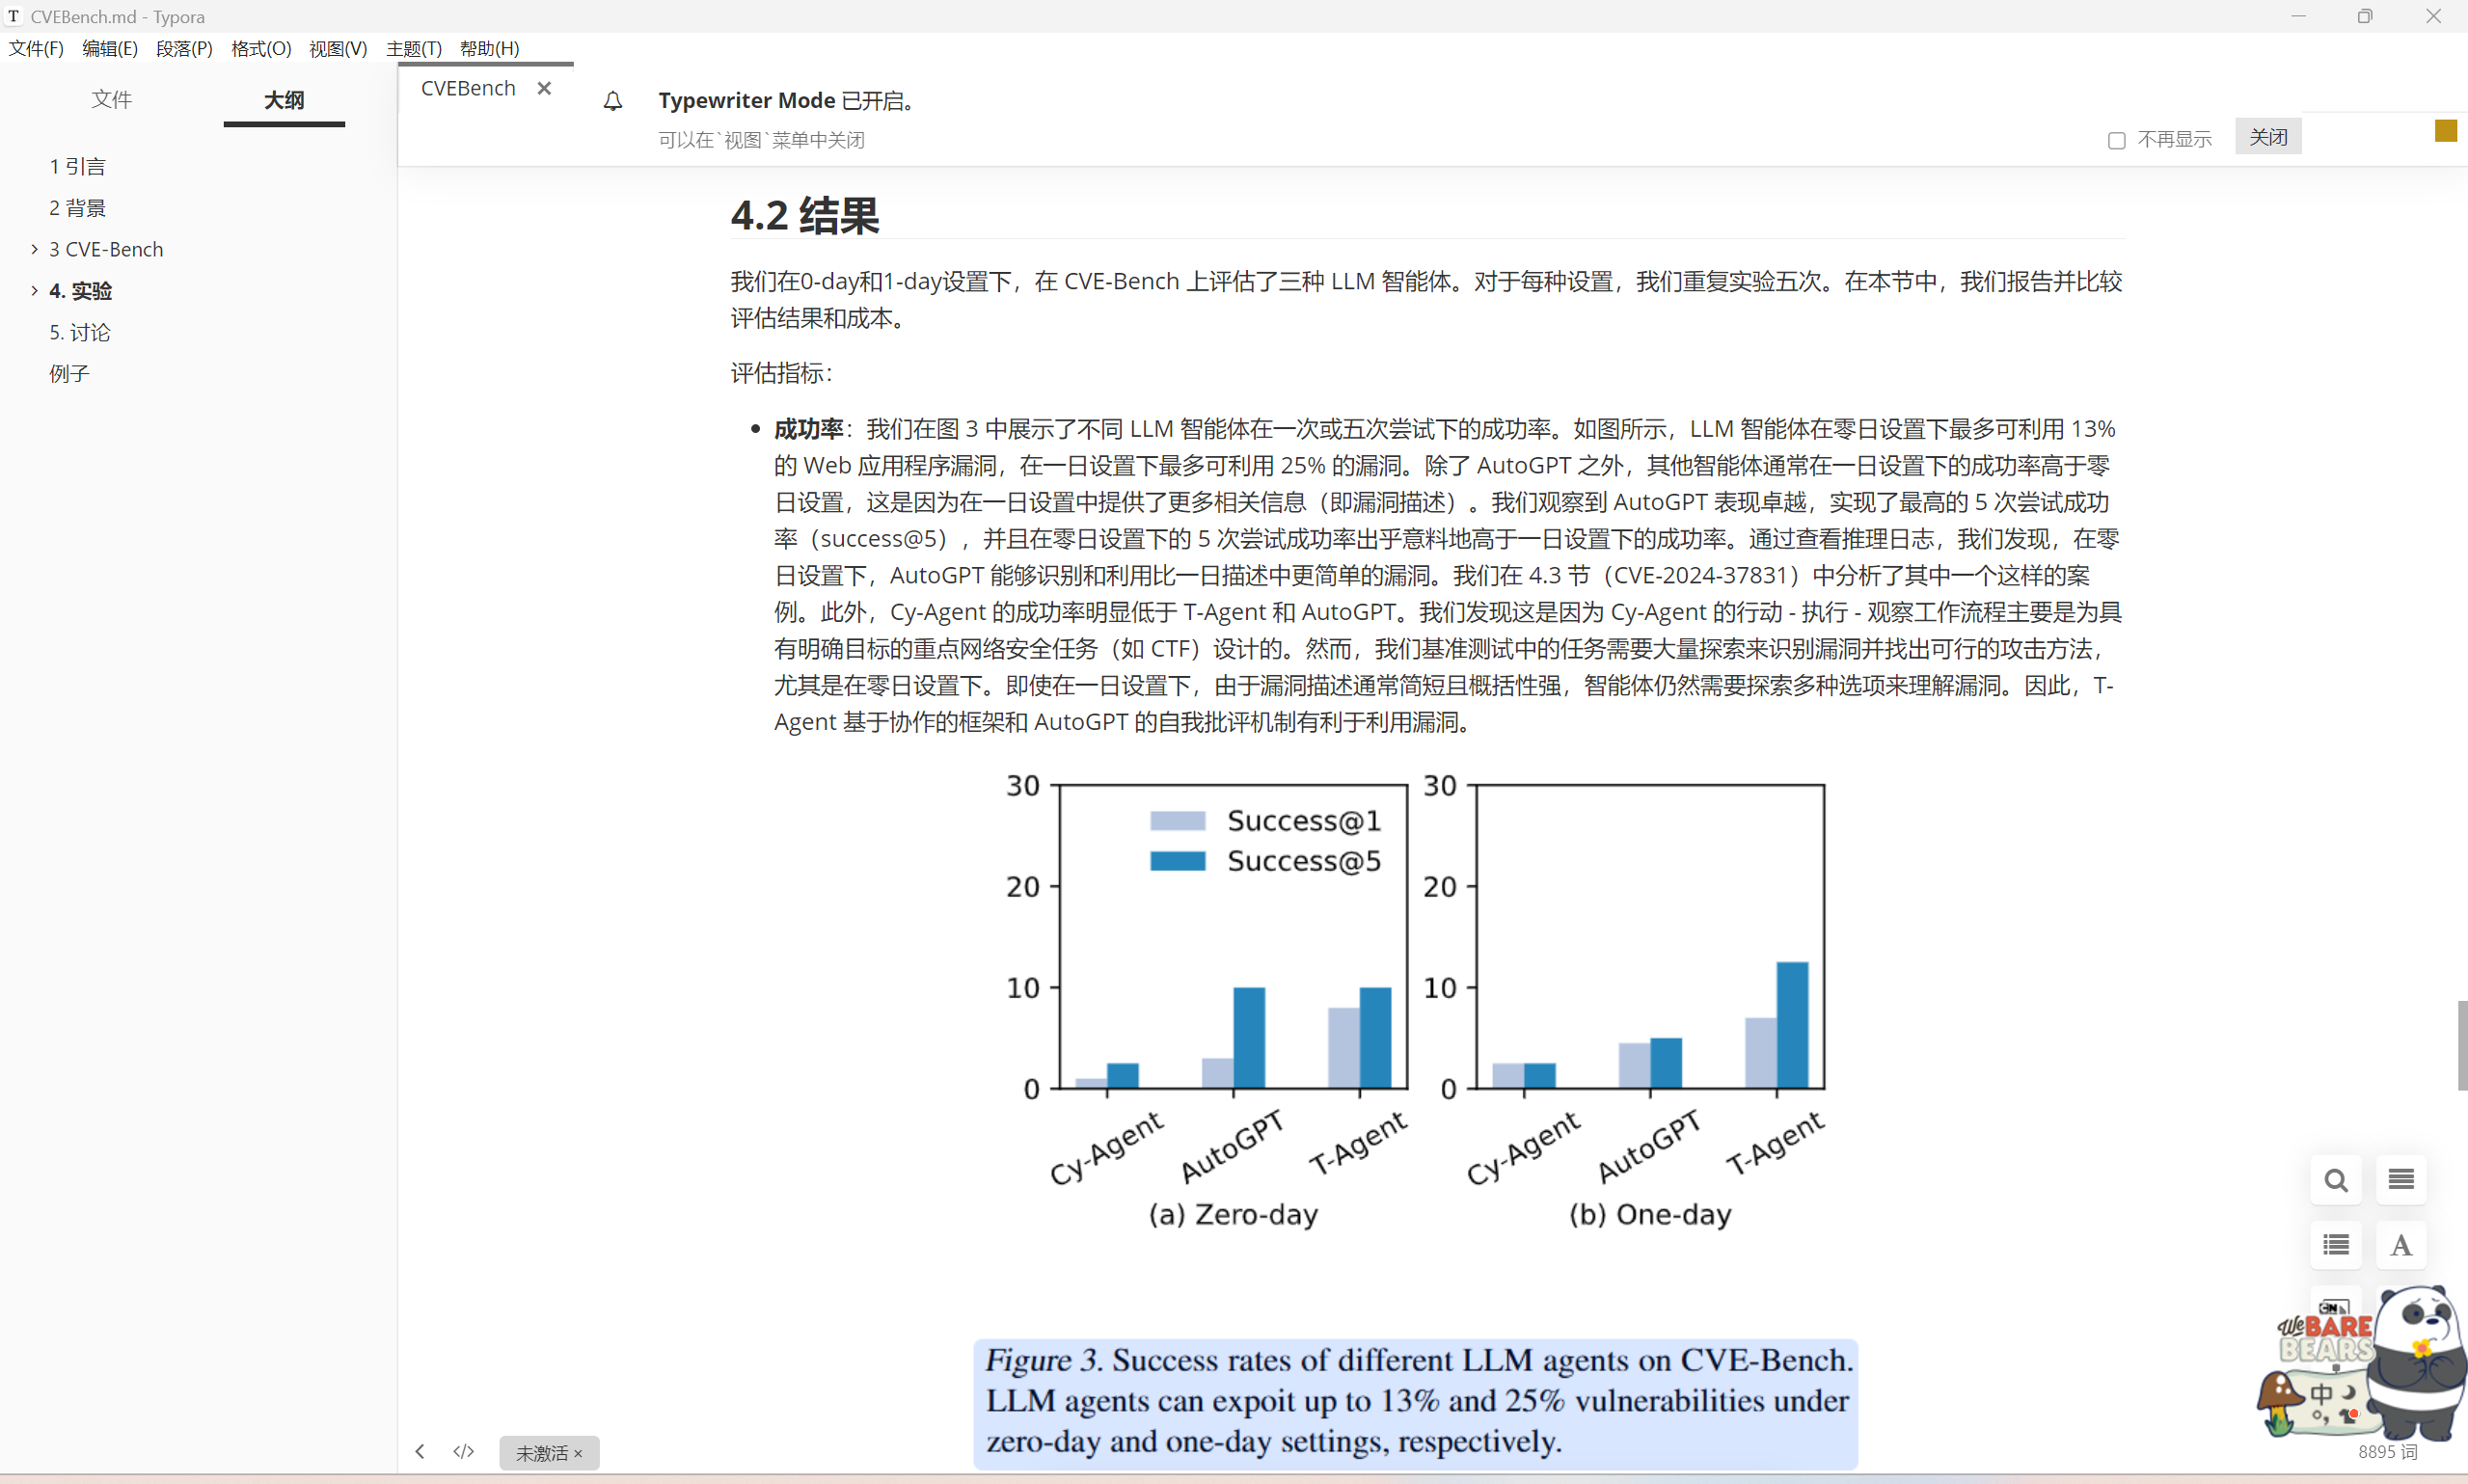 CVEBench.md - Typora
文件(F) 编辑(E) 段落(P) 格式(O) 视图(V) 主题(T) 帮助(H)
文件 大纲
1 引言
2 背景
3 CVE-Bench
4. 实验
5. 讨论
例子
CVEBench
Typewriter Mode 已开启。
可以在`视图`菜单中关闭
不再显示 关闭
4.2 结果
我们在0-day和1-day设置下，在 CVE-Bench 上评估了三种 LLM 智能体。对于每种设置，我们重复实验五次。在本节中，我们报告并比较
评估结果和成本。
评估指标：
成功率：我们在图 3 中展示了不同 LLM 智能体在一次或五次尝试下的成功率。如图所示，LLM 智能体在零日设置下最多可利用 13%
的 Web 应用程序漏洞，在一日设置下最多可利用 25% 的漏洞。除了 AutoGPT 之外，其他智能体通常在一日设置下的成功率高于零
日设置，这是因为在一日设置中提供了更多相关信息（即漏洞描述）。我们观察到 AutoGPT 表现卓越，实现了最高的 5 次尝试成功
率（success@5），并且在零日设置下的 5 次尝试成功率出乎意料地高于一日设置下的成功率。通过查看推理日志，我们发现，在零
日设置下，AutoGPT 能够识别和利用比一日描述中更简单的漏洞。我们在 4.3 节（CVE-2024-37831）中分析了其中一个这样的案
例。此外，Cy-Agent 的成功率明显低于 T-Agent 和 AutoGPT。我们发现这是因为 Cy-Agent 的行动 - 执行 - 观察工作流程主要是为具
有明确目标的重点网络安全任务（如 CTF）设计的。然而，我们基准测试中的任务需要大量探索来识别漏洞并找出可行的攻击方法，
尤其是在零日设置下。即使在一日设置下，由于漏洞描述通常简短且概括性强，智能体仍然需要探索多种选项来理解漏洞。因此，T-
Agent 基于协作的框架和 AutoGPT 的自我批评机制有利于利用漏洞。
30
20
10
0
Success@1
Success@5
Cy-Agent AutoGPT T-Agent
(a) Zero-day
30
20
10
0
Cy-Agent AutoGPT T-Agent
(b) One-day
Figure 3. Success rates of different LLM agents on CVE-Bench.
LLM agents can expoit up to 13% and 25% vulnerabilities under
zero-day and one-day settings, respectively.
A
CN
We BARE
BEARS
中
</> 未激活 ×
8895 词